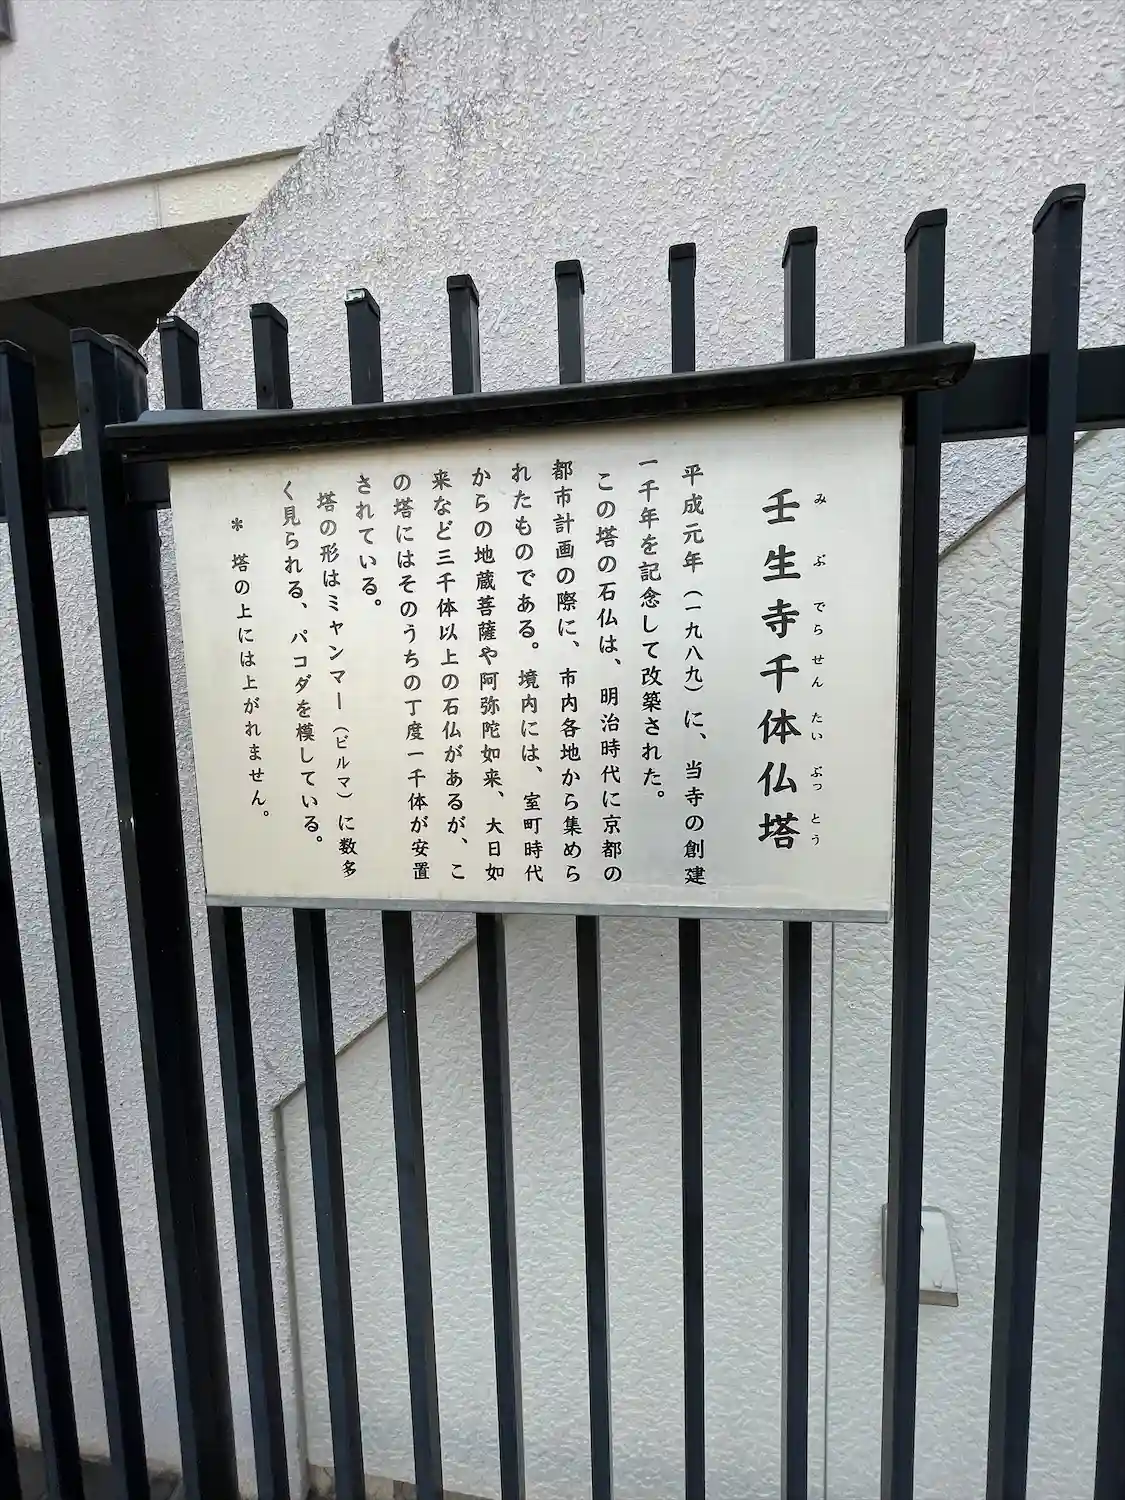 壬生寺千体仏塔
みぶでらせんたいぶっとう
平成元年（一九八九）に、当寺の創建
一千年を記念して改築された。
この塔の石仏は、明治時代に京都の
都市計画の際に、市内各地から集めら
れたものである。境内には、室町時代
からの地蔵菩薩や阿弥陀如来、大日如
来など三千体以上の石仏があるが、こ
の塔にはそのうちの丁度一千体が安置
されている。
塔の形はミャンマー（ビルマ）に数多
く見られる、パコダを模している。
＊ 塔の上には上がれません。